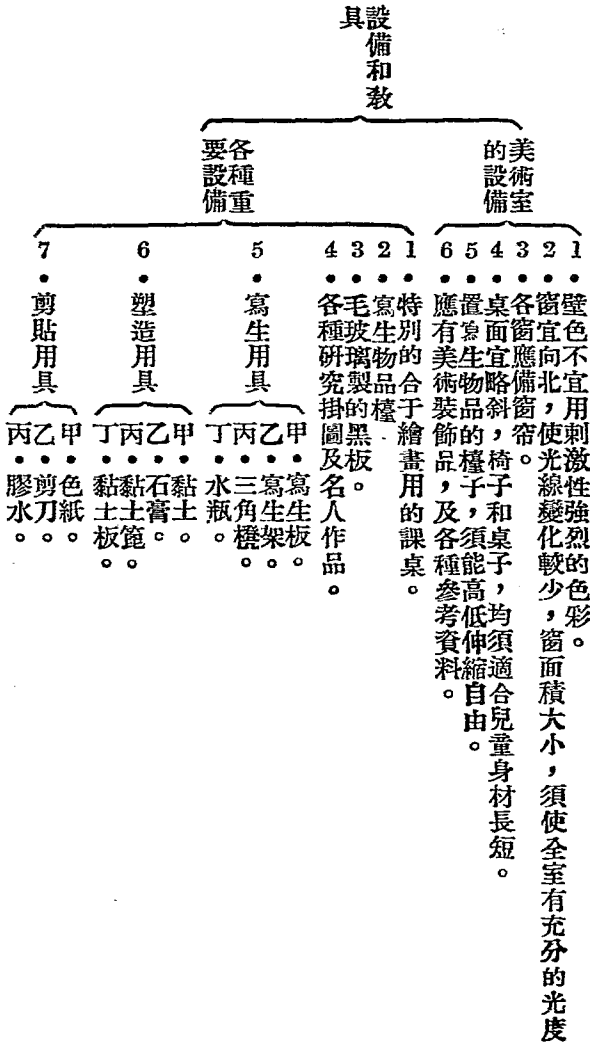 設備和教
具
美術室
的設備
1．壁色不宜用刺激性強烈的色彩。
2．窗宜向北，使光線變化較少，窗面積大小，須使全室有充分的光度
3．各窗應備窗帘。
4．桌面宜略斜，椅子和桌子，均須適合兒童身材長短。
5．置寫生物品的檯子，須能高低伸縮自由。
6．應有美術裝飾品，及各種參考資料。
各種重
要設備
1．特別的合于繪畫用的課桌。
2．寫生物品檯．
3．毛玻璃製的黑板。
4．各種研究掛圖及名人作品。
5．寫生用具
甲．寫生板。
乙．寫生架。
丙．三角櫈。
丁．水瓶。
6．塑造用具
甲．黏土。
乙．石膏。
丙．黏土篦。
丁．黏土板。
7．剪貼用具
甲．色紙。
乙．剪刀。
丙．膠水。